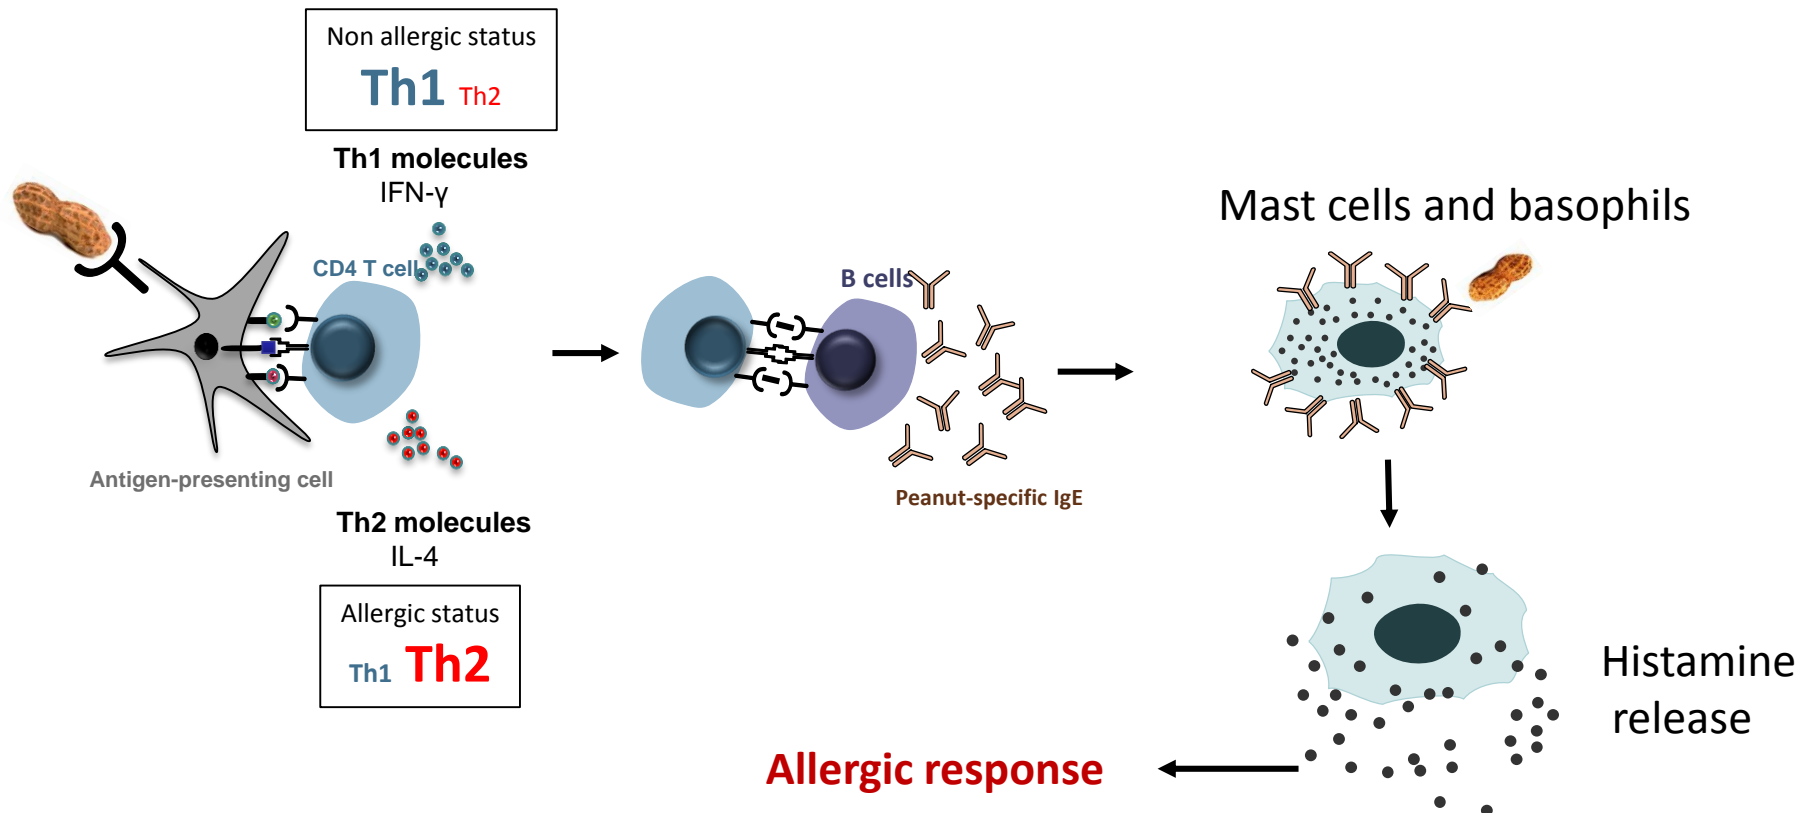 Non allergic status
Th1 Th2
Th1 molecules
IFN-γ
CD4 T cell
Antigen-presenting cell
Th2 molecules
IL-4
Allergic status
Th1 Th2
B cells
Peanut-specific IgE
Mast cells and basophils
Histamine
release
Allergic response